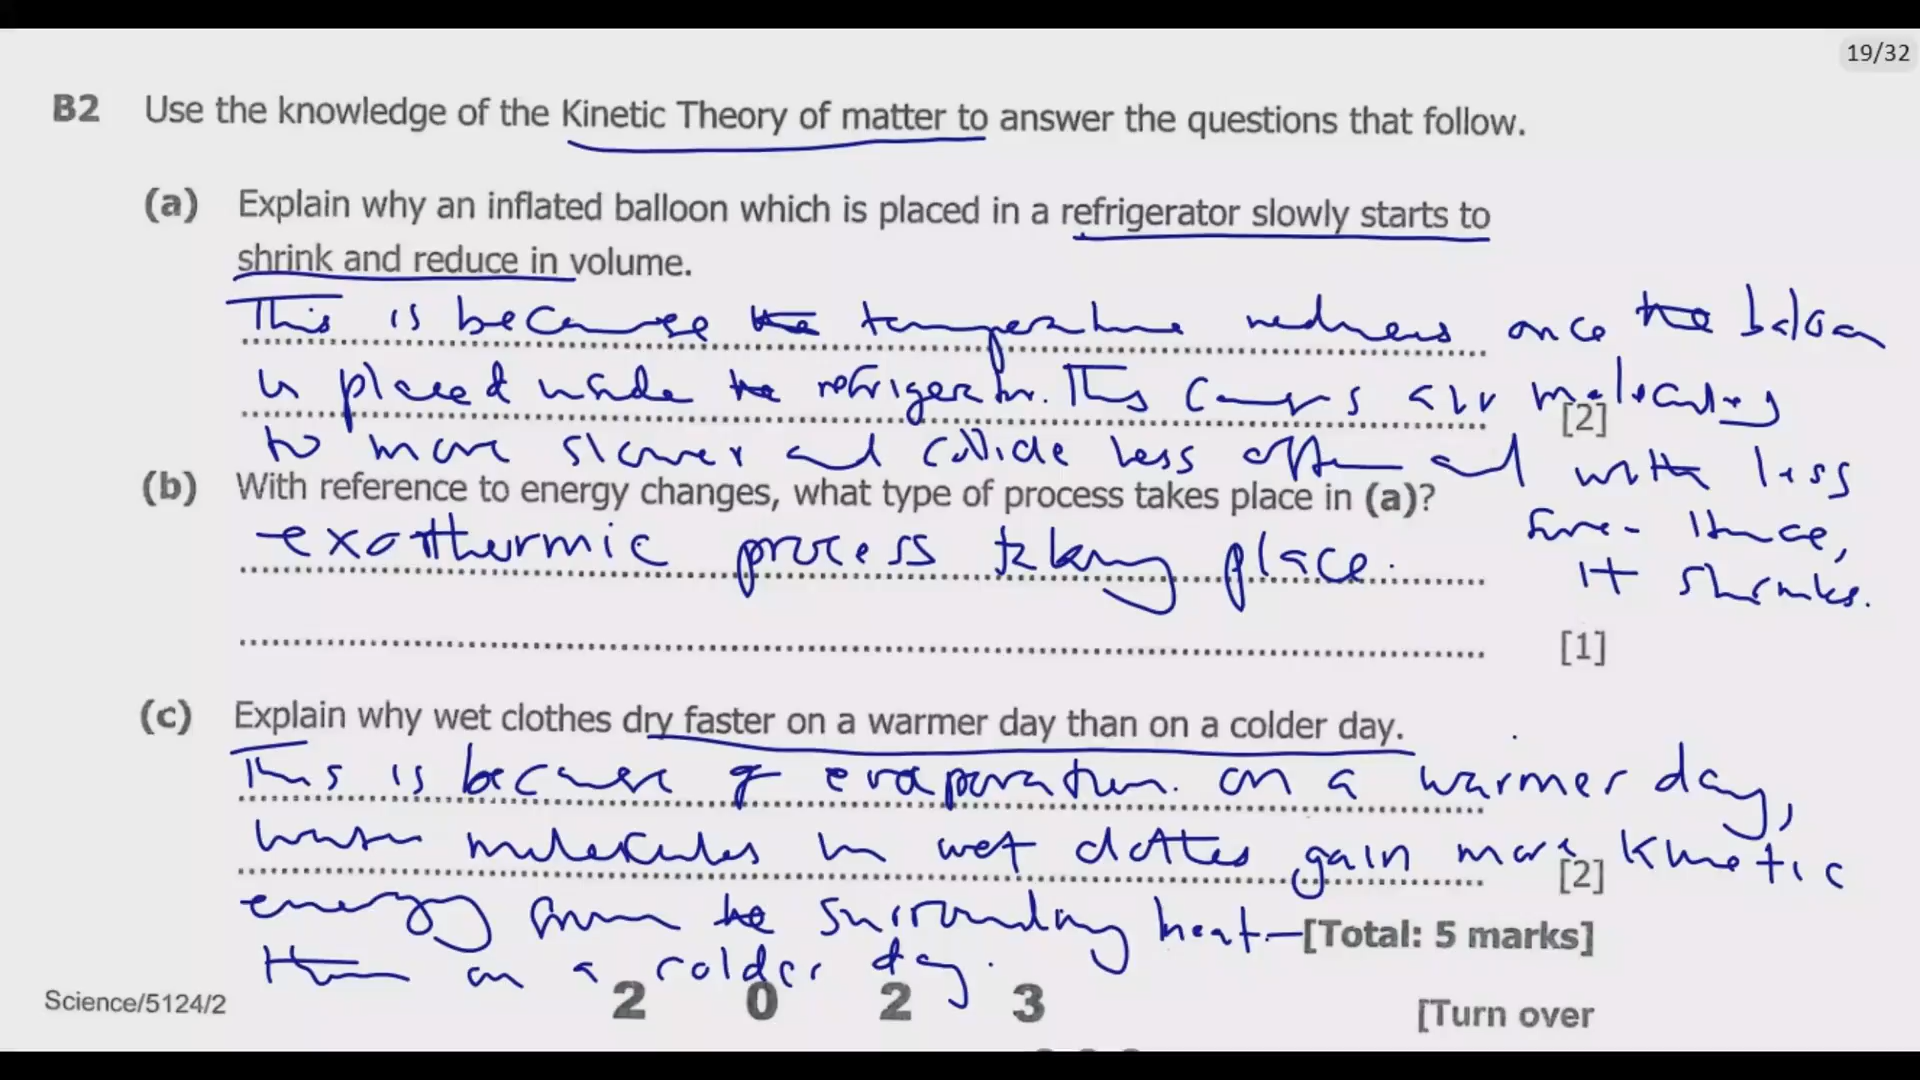 19/32
B2 Use the knowledge of the Kinetic Theory of matter to answer the questions that follow.
(a) Explain why an inflated balloon which is placed in a refrigerator slowly starts to
shrink and reduce in volume.
This is because the temperature reduces once the baloon
is placed inside the refrigerator. This causes air molecules
[2]
to move slower and collide less often and with less
force. Hence,
it shrinks.
(b) With reference to energy changes, what type of process takes place in (a)?
exothermic process taking place.
[1]
(c) Explain why wet clothes dry faster on a warmer day than on a colder day.
This is because of evaporation. On a warmer day,
water molecules in wet clothes gain more kinetic
[2]
energy from the surrounding heat
[Total: 5 marks]
than on a colder day.
Science/5124/2 2023 [Turn over